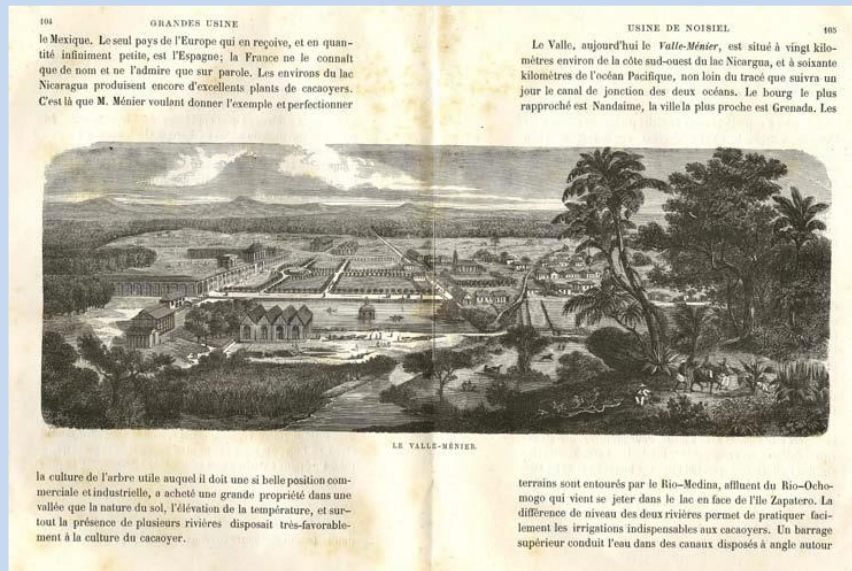 104
GRANDES USINE
le Mexique. Le seul pays de l'Europe qui en reçoive, et en quan-
tité infiniment petite, est l'Espagne; la France ne le connaît
que de nom et ne l'admire que sur parole. Les environs du lac
Nicaragua produisent encore d'excellents plants de cacaoyers.
C'est là que M. Ménier voulant donner l'exemple et perfectionner
la culture de l'arbre utile auquel il doit une si belle position com-
merciale et industrielle, a acheté une grande propriété dans une
vallée que la nature du sol, l'élévation de la température, et sur-
tout la présence de plusieurs rivières disposait très-favorable-
ment à la culture du cacaoyer.
USINE DE NOISIEL
105
Le Valle, aujourd'hui le Valle-Ménier, est situé à vingt kilo-
mètres environ de la côte sud-ouest du lac Nicargua, et à soixante
kilomètres de l'océan Pacifique, non loin du tracé que suivra un
jour le canal de jonction des deux océans. Le bourg le plus
rapproché est Nandaime, la ville la plus proche est Grenada. Les
LE VALLE-MÉNIER
terrains sont entourés par le Rio-Medina, affluent du Rio-Ocho-
mogo qui vient se jeter dans le lac en face de l'île Zapatero. La
différence de niveau des deux rivières permet de pratiquer faci-
lement les irrigations indispensables aux cacaoyers. Un barrage
supérieur conduit l'eau dans des canaux disposés à angle autour